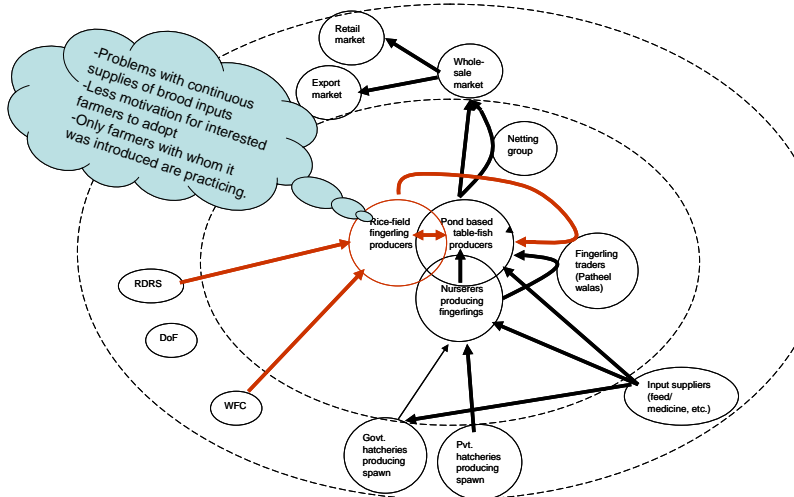 Retail
market
Whole-
sale
market
Export
market
-Problems with continuous
supplies of brood inputs
-Less motivation for interested
farmers to adopt
-Only farmers with whom it
was introduced are practicing.
Netting
group
Rice-field
fingerling
producers
Pond based
table-fish
producers
Fingerling
traders
(Patheel
walas)
Nurserers
producing
fingerlings
RDRS
DoF
WFC
Input suppliers
(feed/
medicine, etc.)
Govt.
hatcheries
producing
spawn
Pvt.
hatcheries
producing
spawn